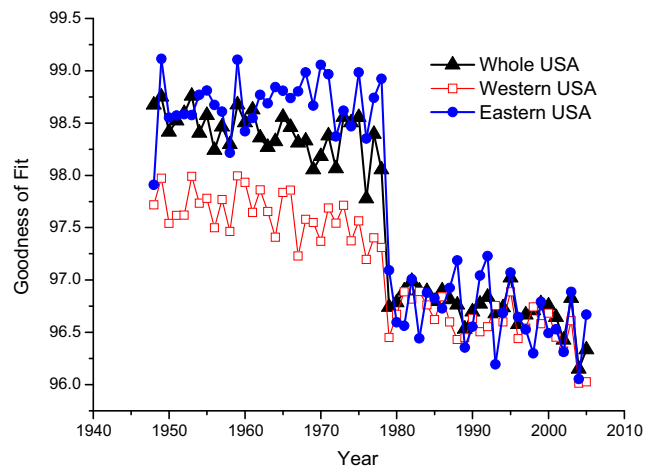 99.5
99.0
98.5
98.0
97.5
97.0
96.5
96.0
Goodness of Fit
Whole USA
Western USA
Eastern USA
1940 1950 1960 1970 1980 1990 2000 2010
Year